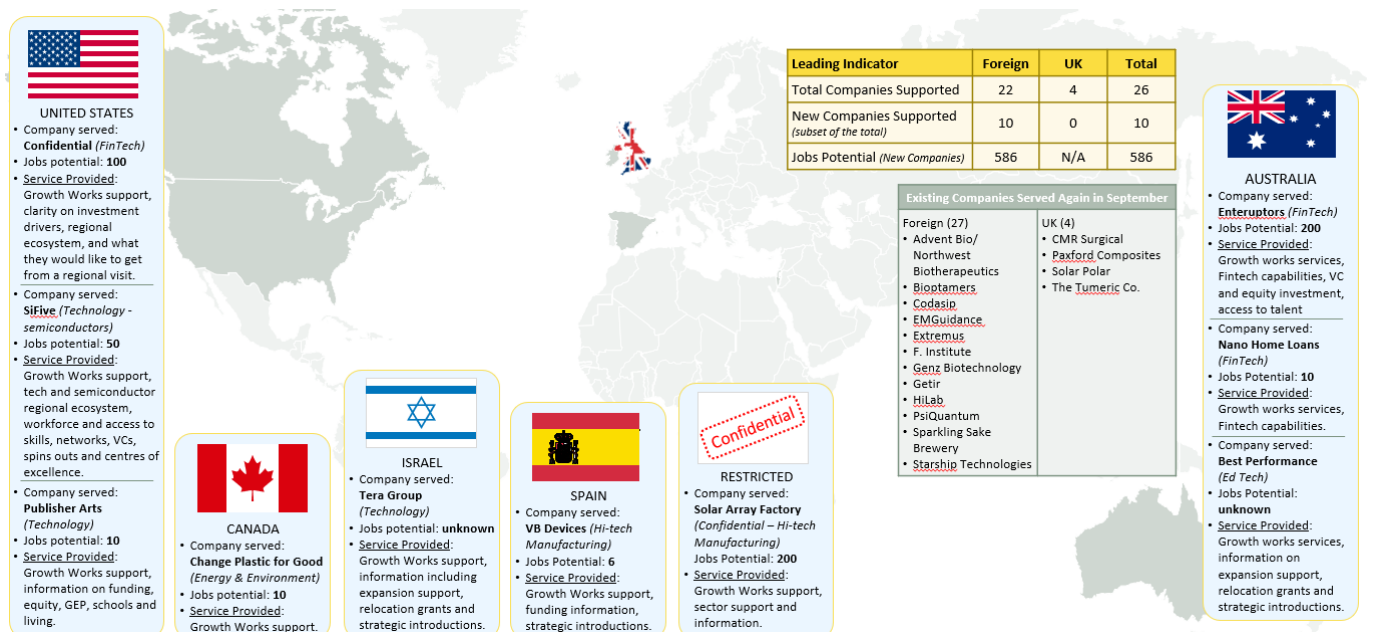 UNITED STATES
• Company served:
Confidential (FinTech)
• Jobs potential: 100
• Service Provided:
Growth Works support,
clarity on investment
drivers, regional
ecosystem, and what
they would like to get
from a regional visit.
• Company served:
SiFive (Technology -
semiconductors)
• Jobs potential: 50
• Service Provided:
Growth Works support,
tech and semiconductor
regional ecosystem,
workforce and access to
skills, networks, VCs,
spins outs and centres of
excellence.
• Company served:
Publisher Arts
(Technology)
• Jobs potential: 10
• Service Provided:
Growth Works support,
information on funding,
equity, GEP, schools and
living.
CANADA
• Company served:
Change Plastic for Good
(Energy & Environment)
• Jobs potential: 10
• Service Provided:
Growth Works support.
ISRAEL
• Company served:
Tera Group
(Technology)
• Jobs potential: unknown
• Service Provided:
Growth Works support,
information including
expansion support,
relocation grants and
strategic introductions.
SPAIN
• Company served:
VB Devices (Hi-tech
Manufacturing)
• Jobs Potential: 6
• Service Provided:
Growth Works support,
funding information,
strategic introductions.
Confidential
RESTRICTED
• Company served:
Solar Array Factory
(Confidential – Hi-tech
Manufacturing)
Jobs Potential: 200
• Service Provided:
Growth Works support,
sector support and
information.
Leading Indicator Foreign UK Total
Total Companies Supported 22 4 26
New Companies Supported
(subset of the total) 10 0 10
Jobs Potential (New Companies) 586 N/A 586
Existing Companies Served Again in September
Foreign (27)
• Advent Bio/
Northwest
Biotherapeutics
• Bioptamers
• Codasip
• EMGuidance
• Extremus
• F. Institute
• Genz Biotechnology
• Getir
• HiLab
• PsiQuantum
• Sparkling Sake
Brewery
• Starship Technologies
UK (4)
• CMR Surgical
• Paxford Composites
• Solar Polar
• The Tumeric Co.
AUSTRALIA
• Company served:
Enteruptors (FinTech)
• Jobs Potential: 200
• Service Provided:
Growth works services,
Fintech capabilities, VC
and equity investment,
access to talent
• Company served:
Nano Home Loans
(FinTech)
• Jobs Potential: 10
• Service Provided:
Growth works services,
Fintech capabilities.
• Company served:
Best Performance
(Ed Tech)
• Jobs Potential:
unknown
• Service Provided:
Growth works services,
information on
expansion support,
relocation grants and
strategic introductions.